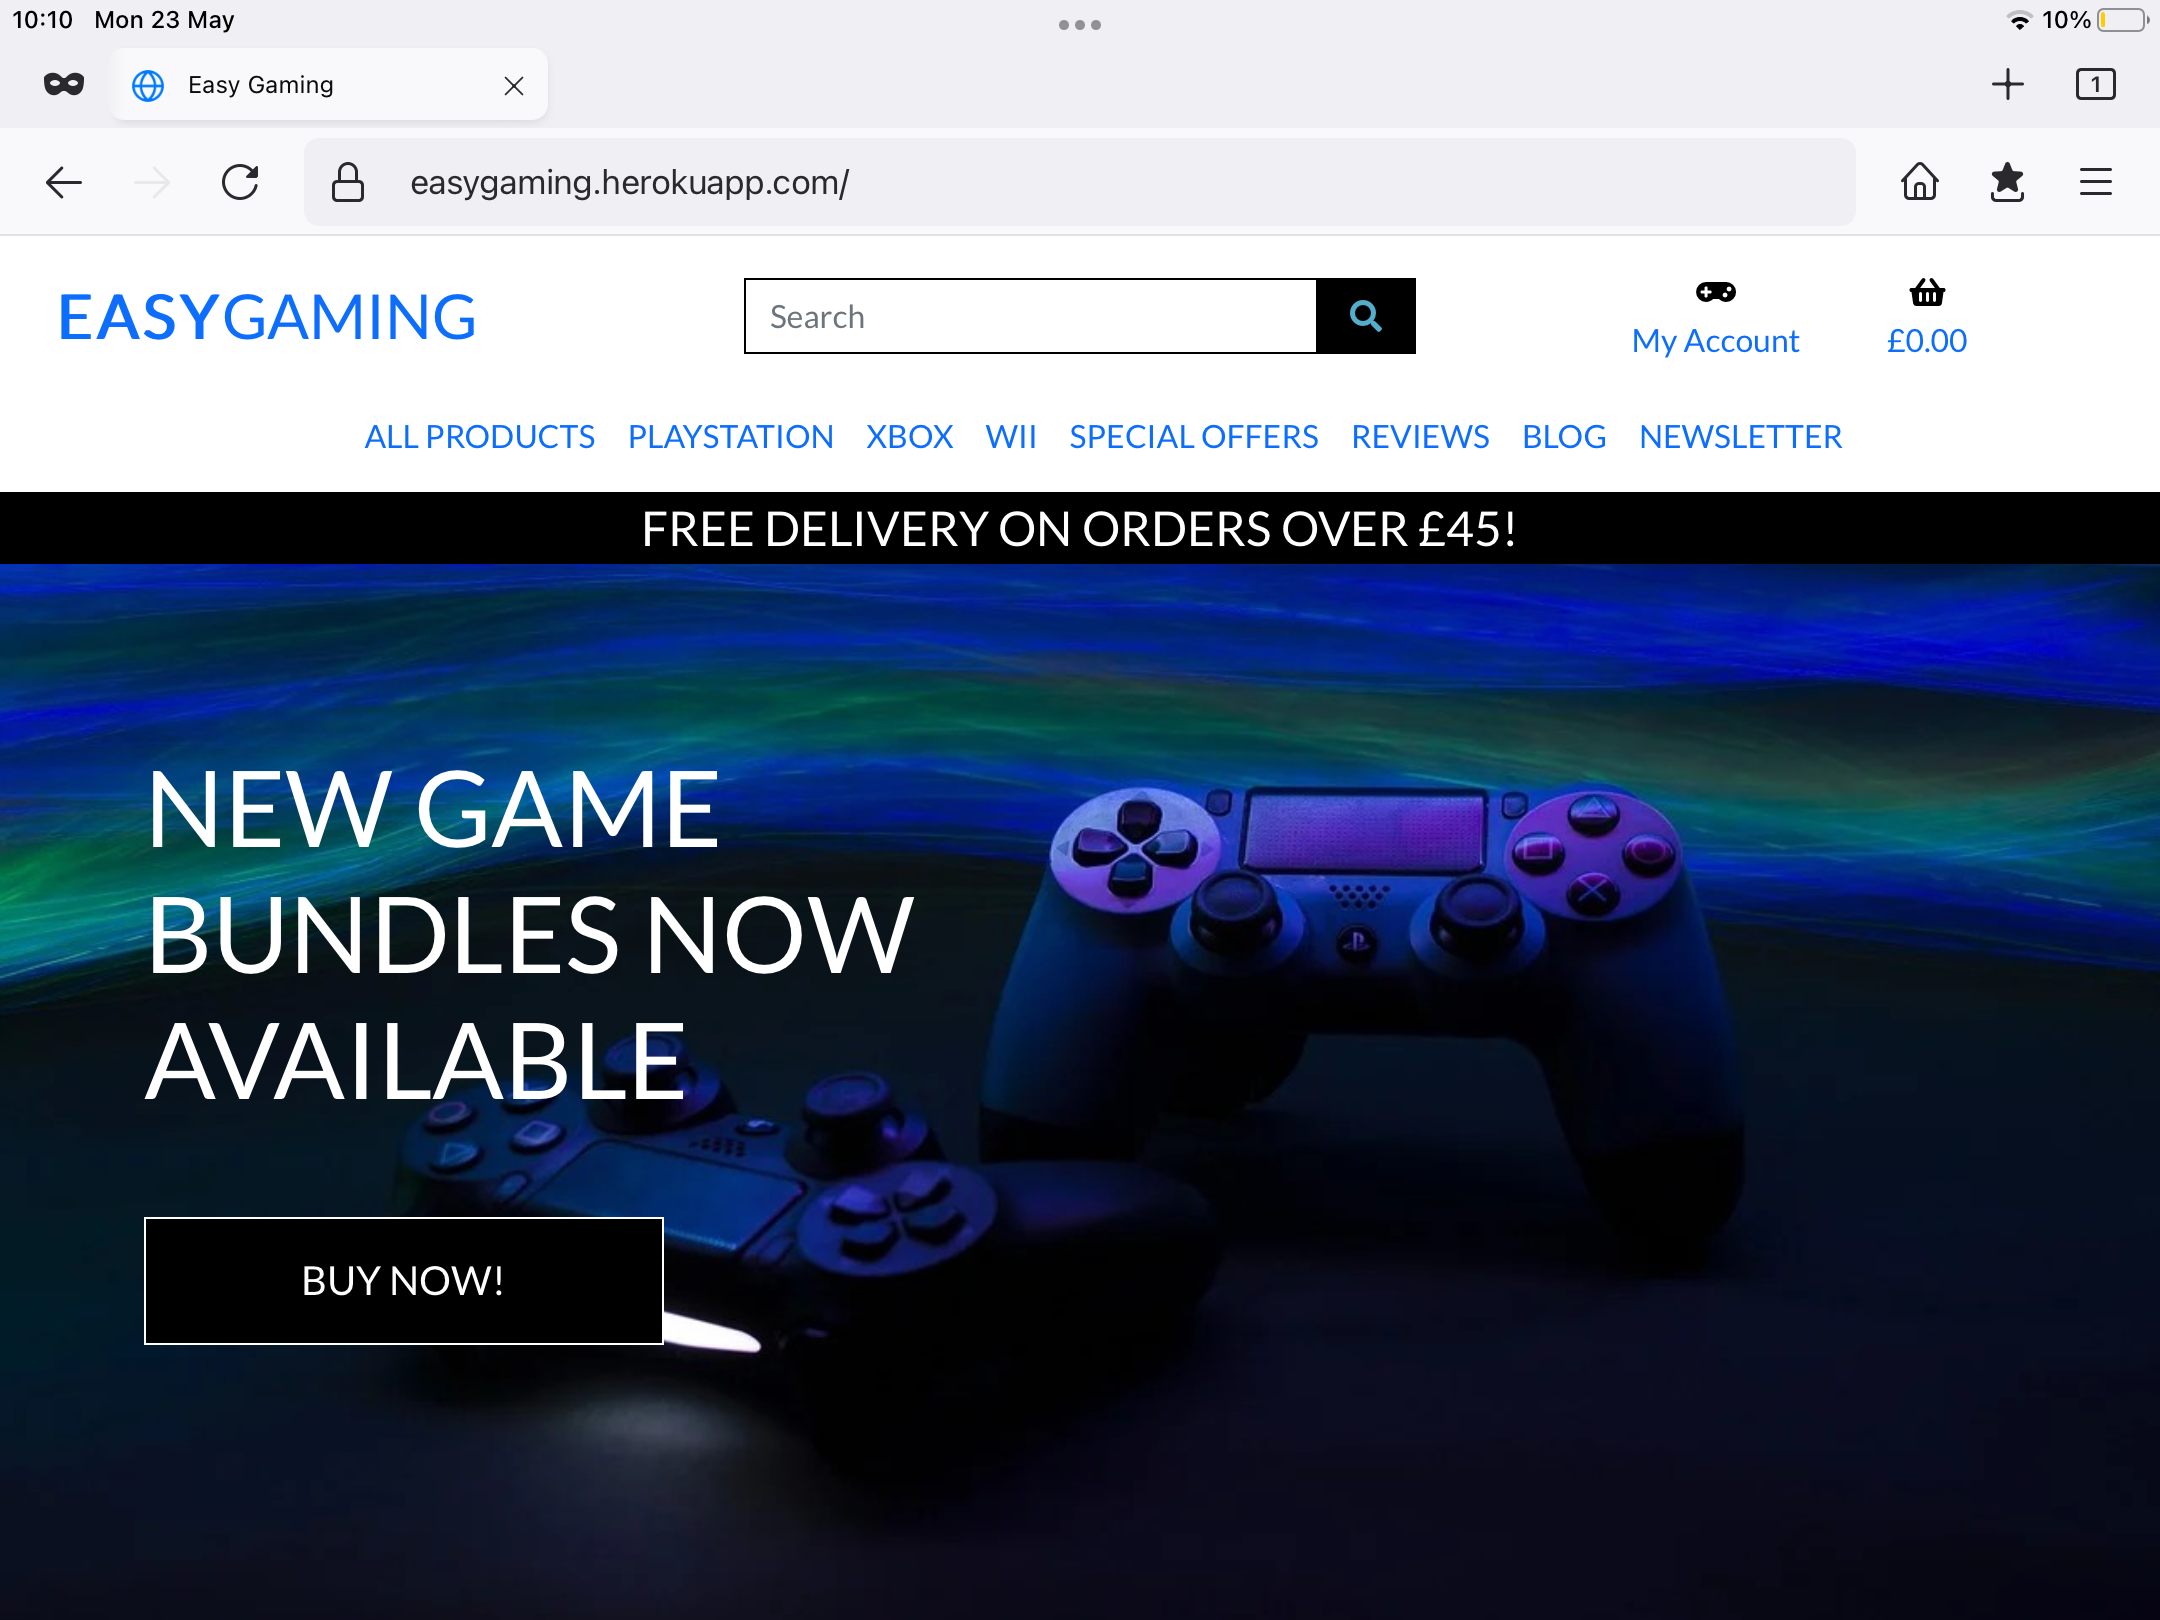 10:10 Mon 23 May
10%
Easy Gaming
1
easygaming.herokuapp.com/
EASYGAMING
Search
My Account
£0.00
ALL PRODUCTS PLAYSTATION XBOX WII SPECIAL OFFERS REVIEWS BLOG NEWSLETTER
FREE DELIVERY ON ORDERS OVER £45!
NEW GAME
BUNDLES NOW
AVAILABLE
BUY NOW!